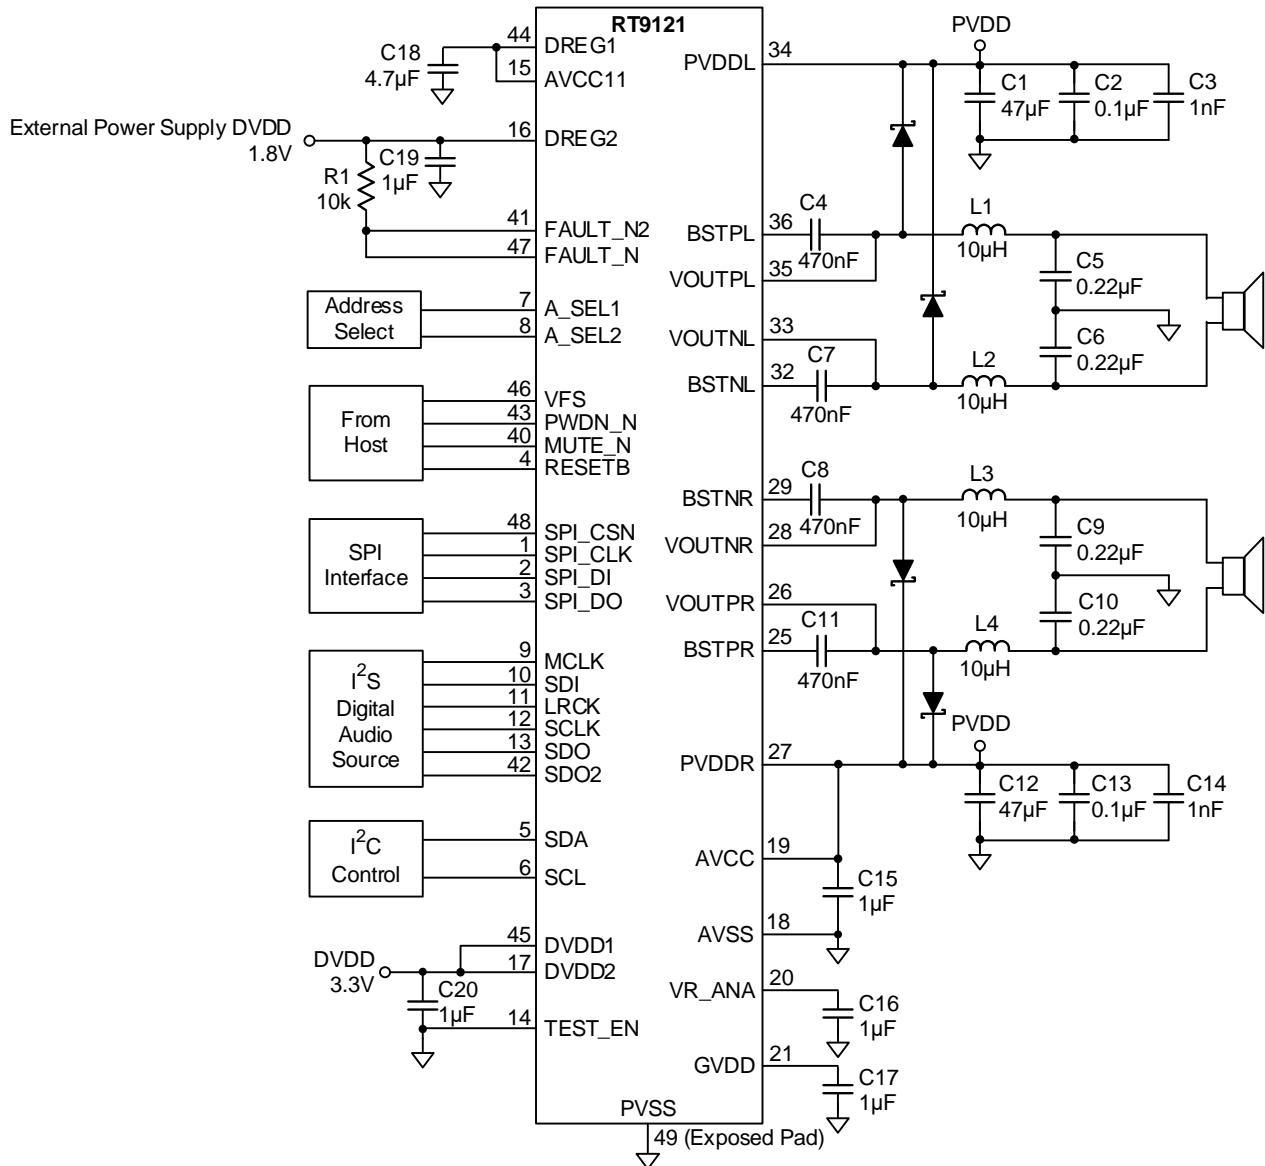 RT9121
44
DREG1
C18
4.7µF
15
AVCC11
External Power Supply DVDD
1.8V
16
DREG2
C19
1µF
R1
10k
41
FAULT_N2
47
FAULT_N
Address
Select
7
A_SEL1
8
A_SEL2
From
Host
46
VFS
43
PWDN_N
40
MUTE_N
4
RESETB
SPI
Interface
48
SPI_CSN
1
SPI_CLK
2
SPI_DI
3
SPI_DO
I²S
Digital
Audio
Source
9
MCLK
10
SDI
11
LRCK
12
SCLK
13
SDO
42
SDO2
I²C
Control
5
SDA
6
SCL
45
DVDD1
DVDD
3.3V
17
DVDD2
C20
1µF
14
TEST_EN
PVSS
49 (Exposed Pad)
PVDDL
34
PVDD
C1
47µF
C2
0.1µF
C3
1nF
BSTPL
36
C4
470nF
L1
10µH
VOUTPL
35
C5
0.22µF
VOUTNL
33
C6
0.22µF
BSTNL
32
C7
470nF
L2
10µH
BSTNR
29
C8
470nF
L3
10µH
VOUTNR
28
C9
0.22µF
VOUTPR
26
C10
0.22µF
BSTPR
25
C11
470nF
L4
10µH
PVDDR
27
PVDD
C12
47µF
C13
0.1µF
C14
1nF
AVCC
19
C15
1µF
AVSS
18
VR_ANA
20
C16
1µF
GVDD
21
C17
1µF